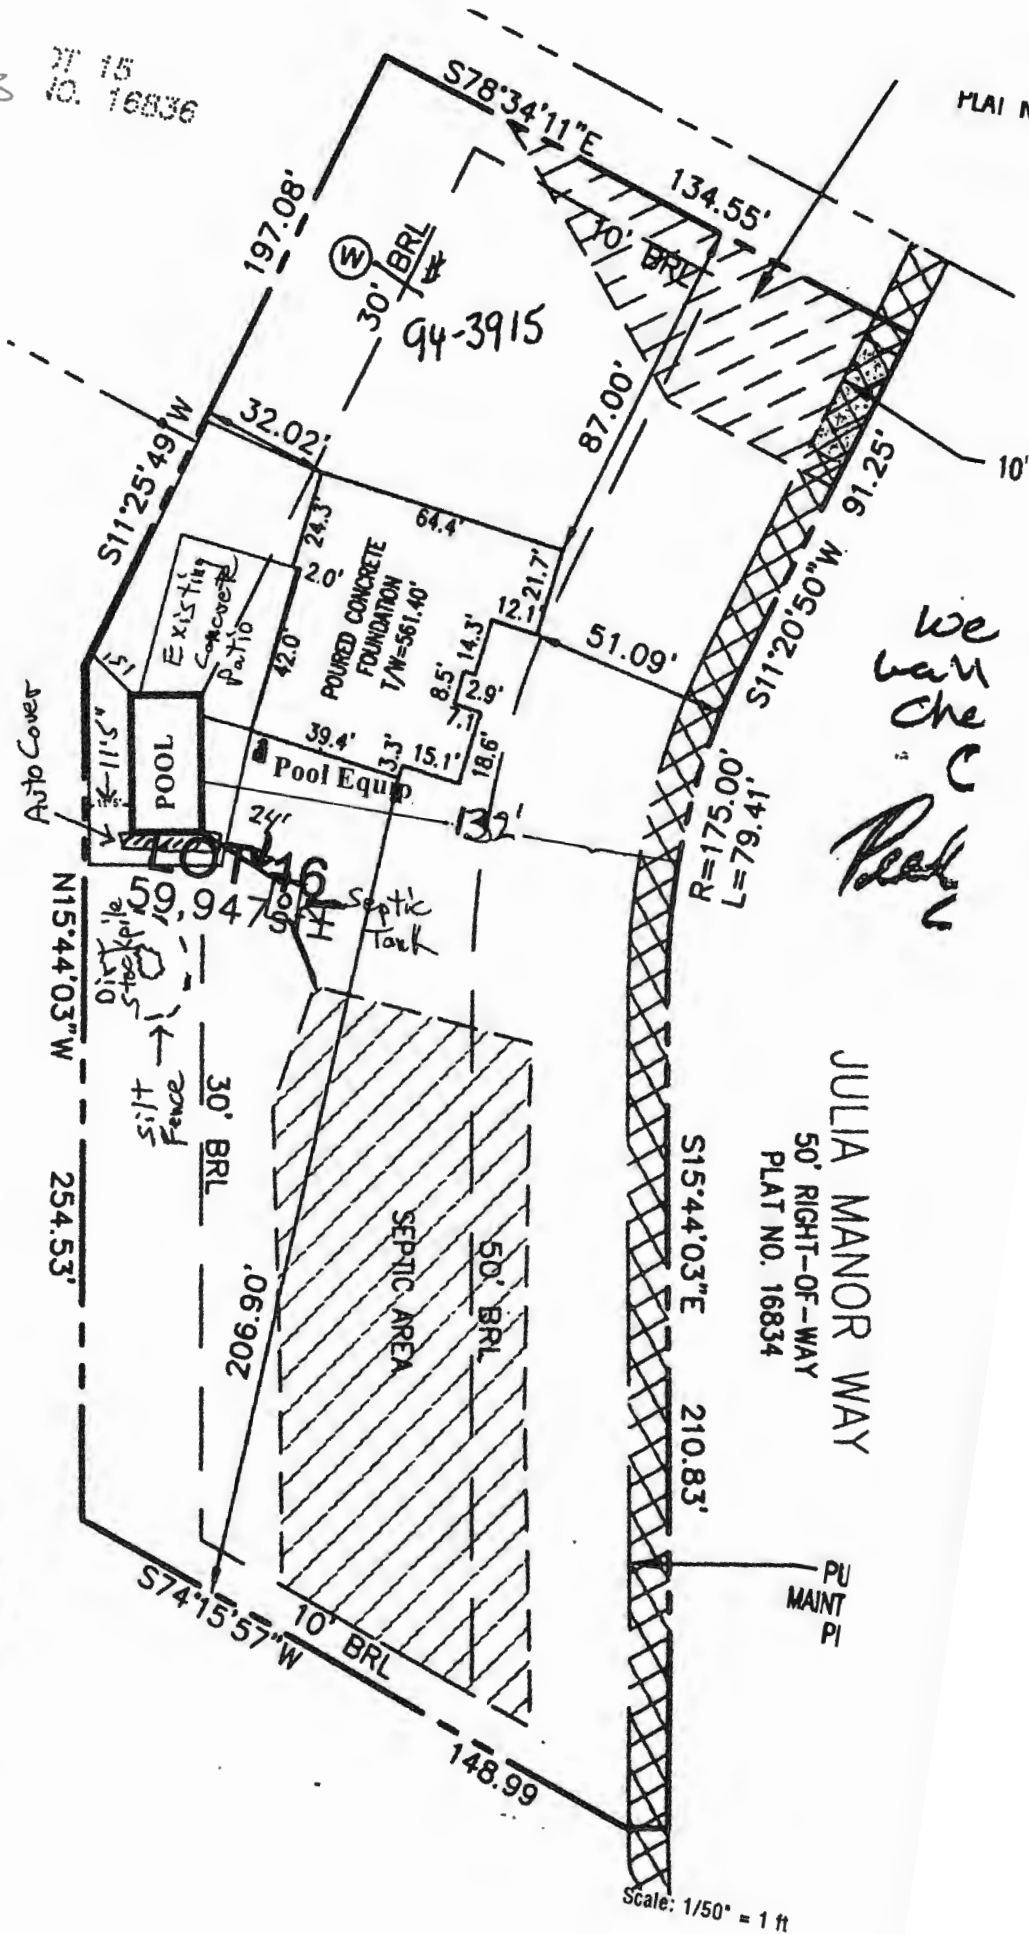 15
16836
S78°34'11"E
134.55'
10' BRL
197.08'
W
30' BRL
94-3915
87.00'
32.02'
S11°25'49"W
64.4'
24.3'
2.0'
42.0'
POURED CONCRETE
FOUNDATION
T/W=561.40'
21.7'
12.1'
14.3'
8.5'
2.9'
7.1
18.6'
15.1'
3.3'
39.4'
51.09'
91.25'
S11°20'50"W
10'
R=175.00'
L=79.41'
we
Existing
Concrete
Patio
15'
11.5"
Auto Cover
POOL
Pool Equip
132'
24'
LOT 16
59,947
Septic
Tank
Dirt
Stockpile
Silt
Fence
N15°44'03"W
254.53'
30' BRL
206.90'
SEPTIC AREA
50' BRL
S15°44'03"E
210.83'
JULIA MANOR WAY
50' RIGHT-OF-WAY
PLAT NO. 16834
PU
MAINT
PI
S74°15'57"W
10' BRL
148.99
Scale: 1/50" = 1 ft